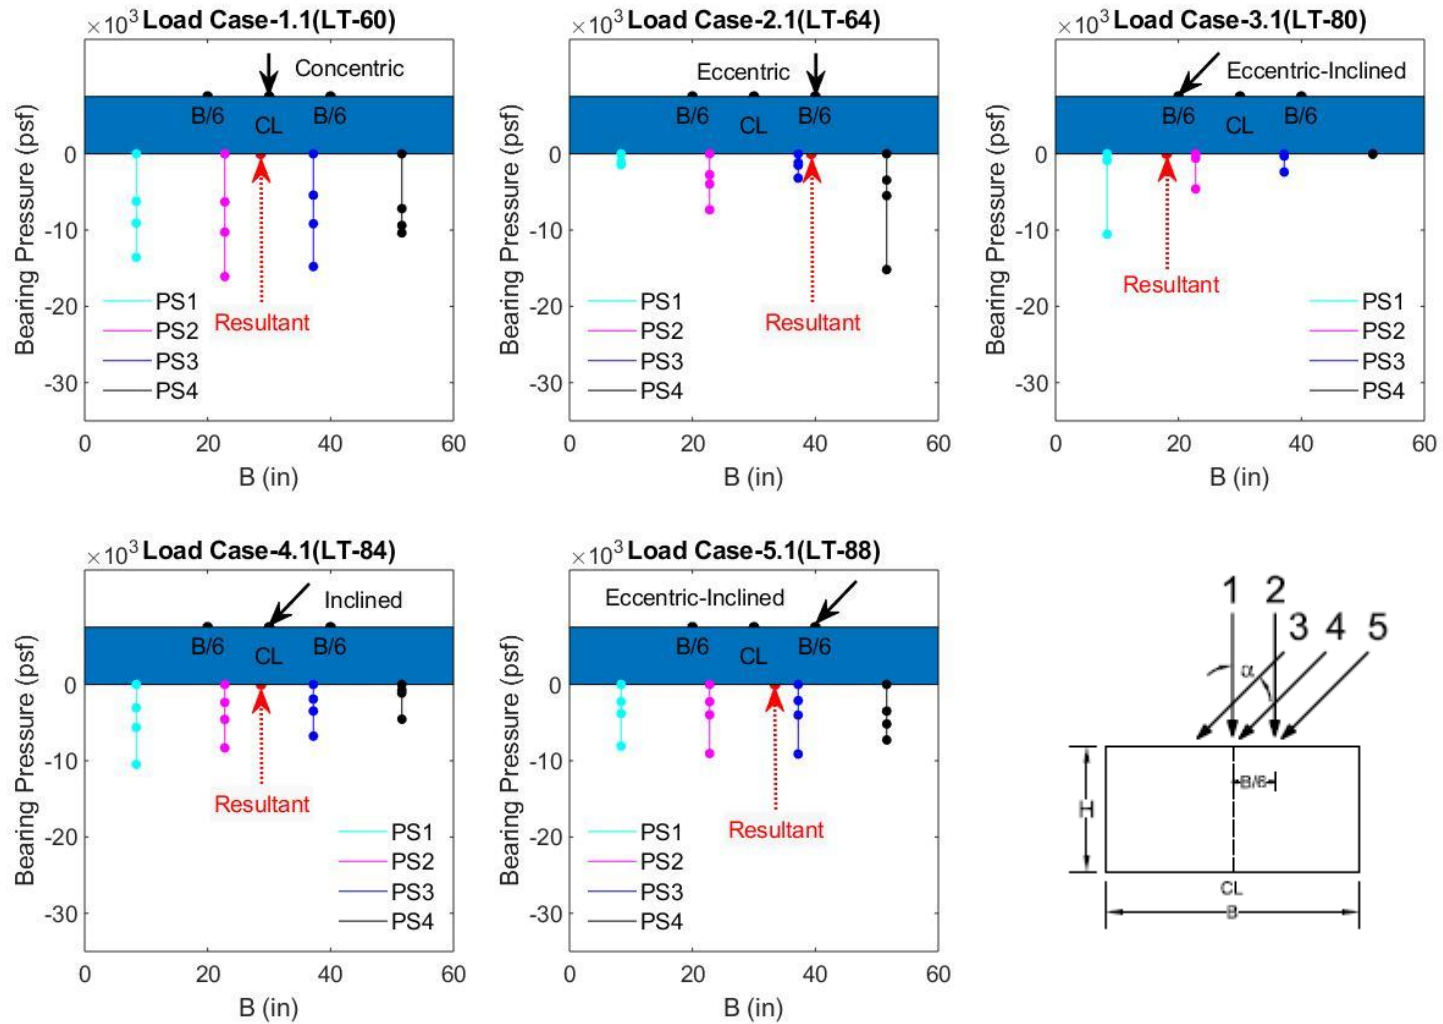 ×10³ Load Case-1.1(LT-60)
Concentric
B/6 CL B/6
0
-10
-20
-30
Bearing Pressure (psf)
PS1
PS2
PS3
PS4
Resultant
0 20 40 60
B (in)
×10³ Load Case-2.1(LT-64)
Eccentric
B/6 CL B/6
0
-10
-20
-30
Bearing Pressure (psf)
PS1
PS2
PS3
PS4
Resultant
0 20 40 60
B (in)
×10³ Load Case-3.1(LT-80)
Eccentric-Inclined
B/6 CL B/6
0
-10
-20
-30
Bearing Pressure (psf)
Resultant
PS1
PS2
PS3
PS4
0 20 40 60
B (in)
×10³ Load Case-4.1(LT-84)
Inclined
B/6 CL B/6
0
-10
-20
-30
Bearing Pressure (psf)
Resultant
PS1
PS2
PS3
PS4
0 20 40 60
B (in)
×10³ Load Case-5.1(LT-88)
Eccentric-Inclined
B/6 CL B/6
0
-10
-20
-30
Bearing Pressure (psf)
Resultant
PS1
PS2
PS3
PS4
0 20 40 60
B (in)
1 2
3 4 5
α
B/6
H
CL
B